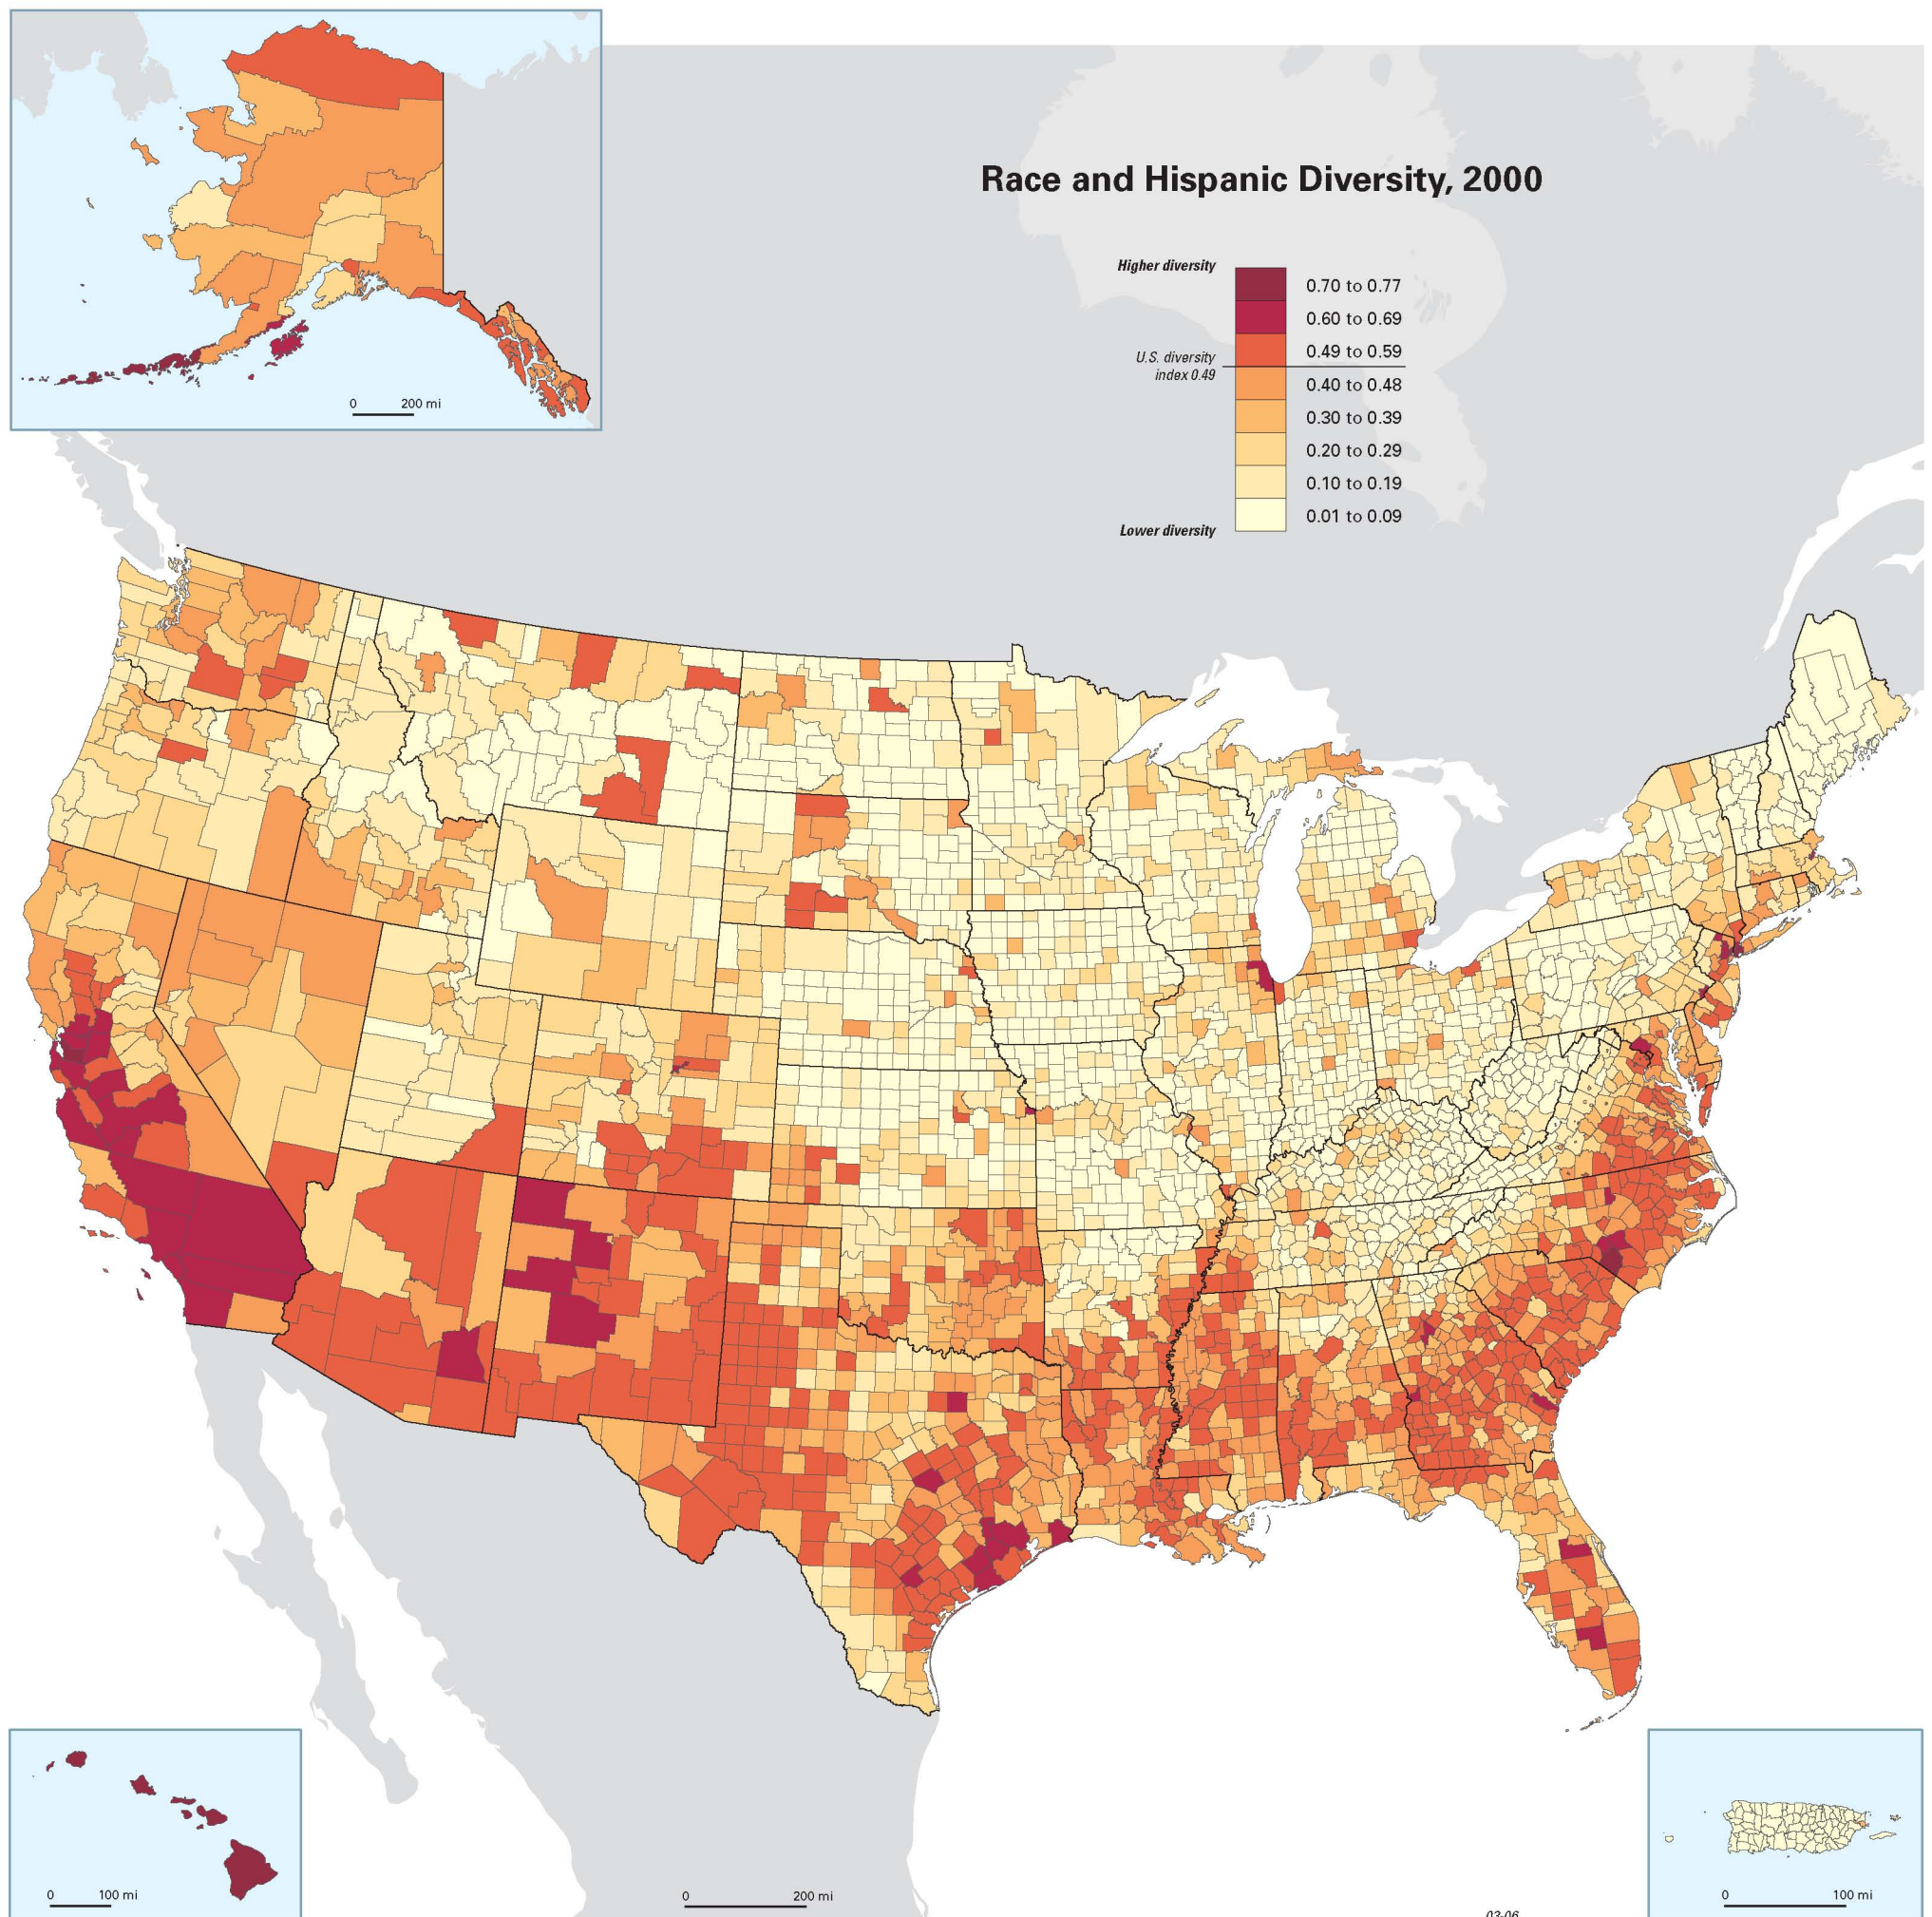 Race and Hispanic Diversity, 2000
Higher diversity
0.70 to 0.77
0.60 to 0.69
0.49 to 0.59
U.S. diversity
index 0.49
0.40 to 0.48
0.30 to 0.39
0.20 to 0.29
0.10 to 0.19
0.01 to 0.09
Lower diversity
0 200 mi
0 100 mi
0 200 mi
03-06
0 100 mi